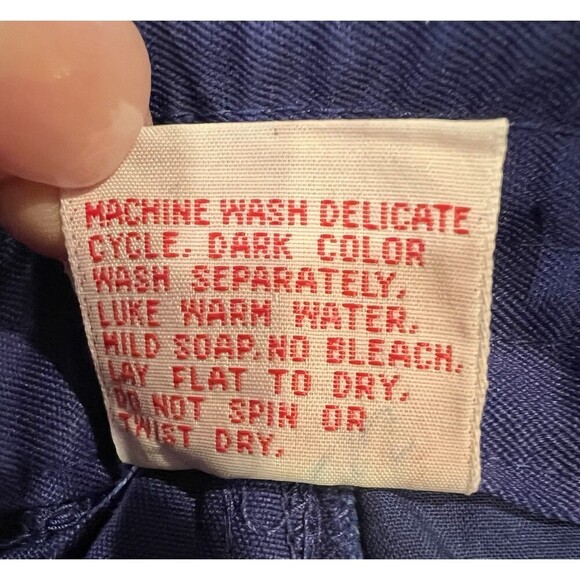 MACHINE WASH DELICATE
CYCLE. DARK COLOR
WASH SEPARATELY.
LUKE WARM WATER.
MILD SOAP. NO BLEACH.
LAY FLAT TO DRY.
DO NOT SPIN OR
TWIST DRY.